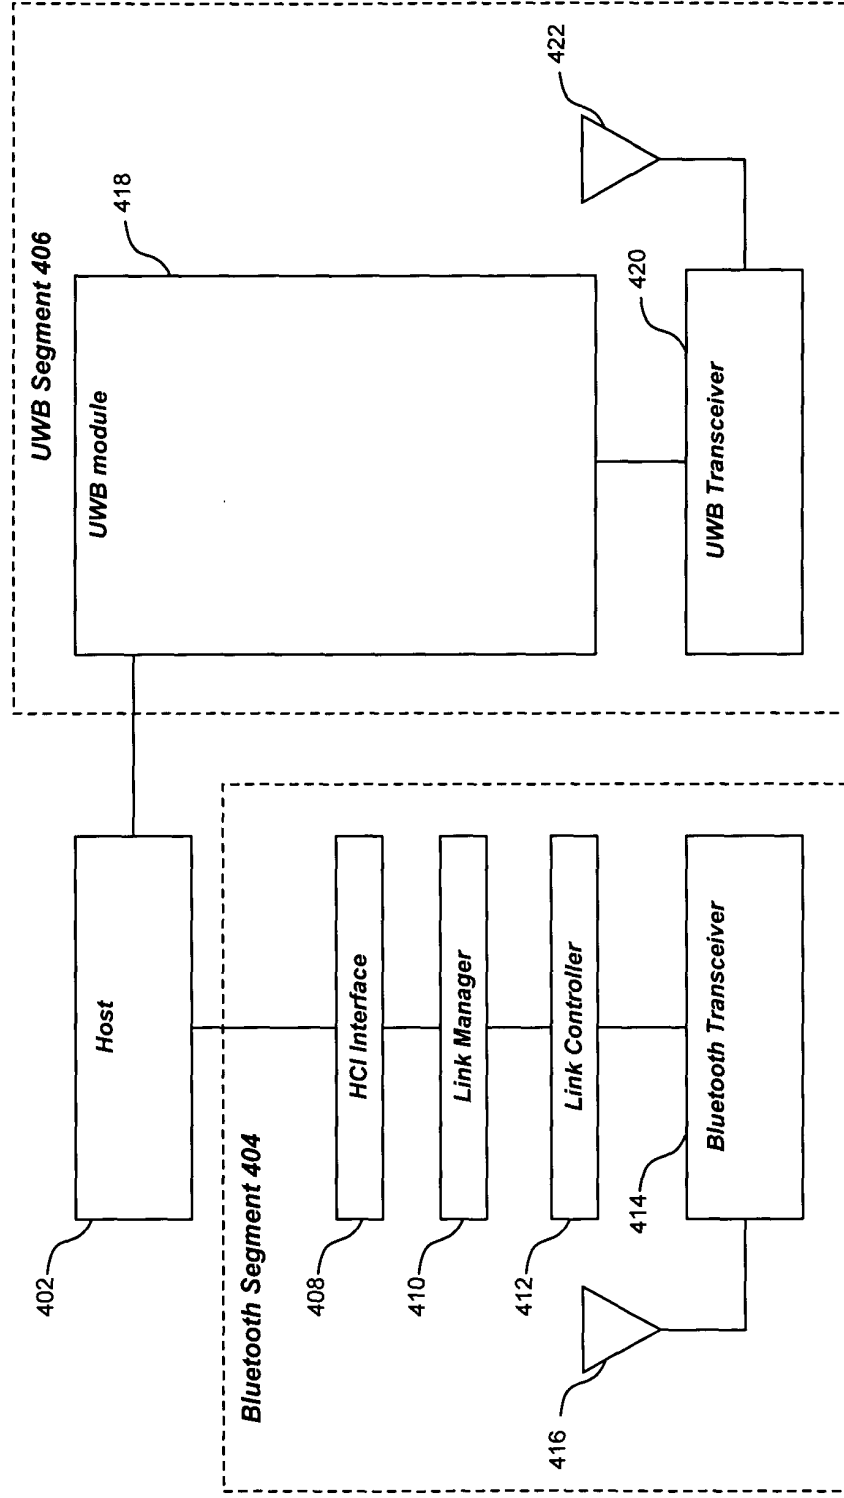 UWB Segment 406
418
UWB module
422
420
UWB Transceiver
402
Host
Bluetooth Segment 404
408
HCI Interface
410
Link Manager
412
Link Controller
414
Bluetooth Transceiver
416